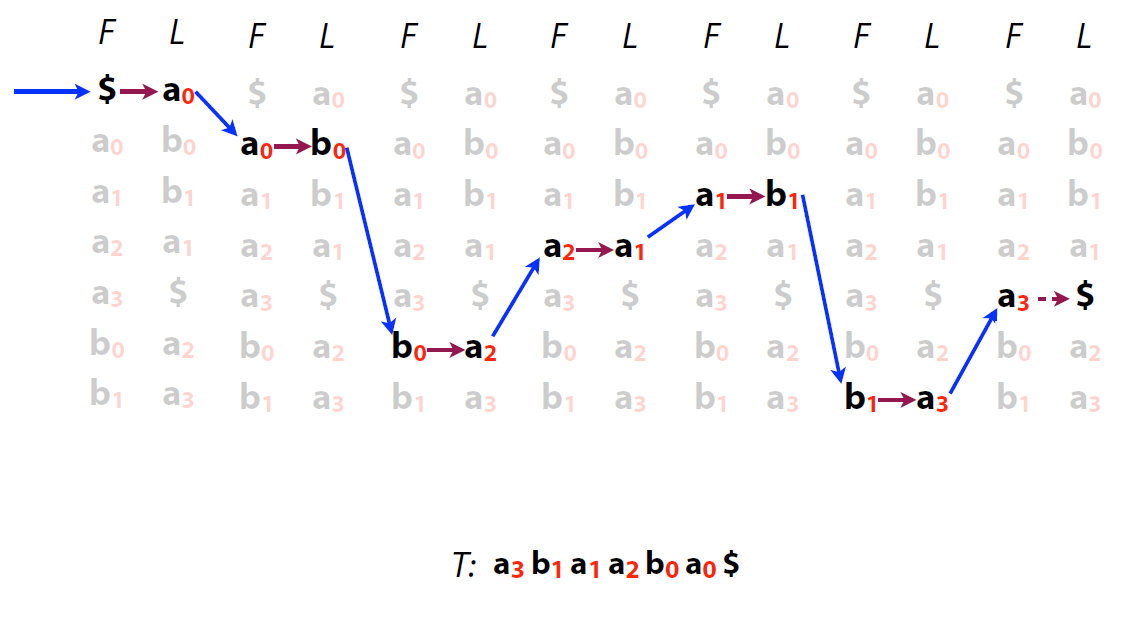 F L F L F L F L F L F L F L
$ a0 $ a0 $ a0 $ a0 $ a0 $ a0 $ a0
a0 b0 a0 b0 a0 b0 a0 b0 a0 b0 a0 b0 a0 b0
a1 b1 a1 b1 a1 b1 a1 b1 a1 b1 a1 b1 a1 b1
a2 a1 a2 a1 a2 a1 a2 a1 a2 a1 a2 a1 a2 a1
a3 $ a3 $ a3 $ a3 $ a3 $ a3 $ a3 $
b0 a2 b0 a2 b0 a2 b0 a2 b0 a2 b0 a2 b0 a2
b1 a3 b1 a3 b1 a3 b1 a3 b1 a3 b1 a3 b1 a3
T: a3 b1 a1 a2 b0 a0 $